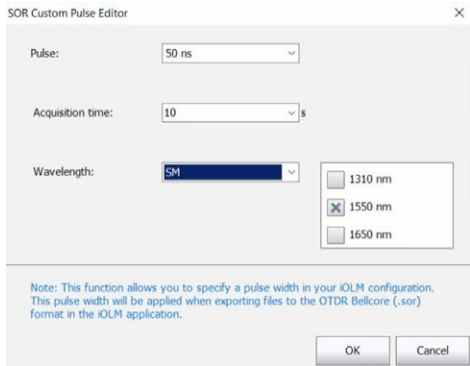 SOR Custom Pulse Editor
Pulse: 50 ns
Acquisition time: 10 s
Wavelength: SM
1310 nm
1550 nm
1650 nm
Note: This function allows you to specify a pulse width in your iOLM configuration.
This pulse width will be applied when exporting files to the OTDR Bellcore (.sor)
format in the iOLM application.
OK Cancel